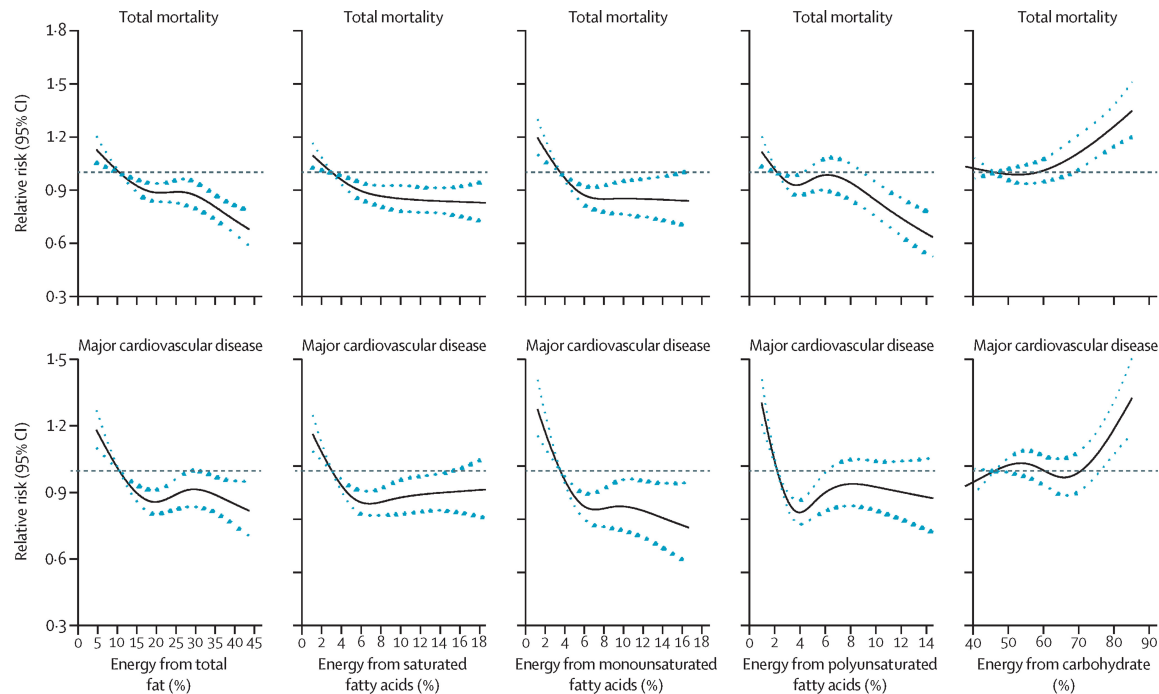 Total mortality
Total mortality
Total mortality
Total mortality
Total mortality
Relative risk (95% CI)
1·8
1·5
1·2
1·0
0·9
0·6
0·3
Major cardiovascular disease
Major cardiovascular disease
Major cardiovascular disease
Major cardiovascular disease
Major cardiovascular disease
Relative risk (95% CI)
1·5
1·2
1·0
0·9
0·6
0·3
0 5 10 15 20 25 30 35 40 45
Energy from total
fat (%)
0 2 4 6 8 10 12 14 16 18
Energy from saturated
fatty acids (%)
0 2 4 6 8 10 12 14 16 18
Energy from monounsaturated
fatty acids (%)
0 2 4 6 8 10 12 14
Energy from polyunsaturated
fatty acids (%)
40 50 60 70 80 90
Energy from carbohydrate
(%)